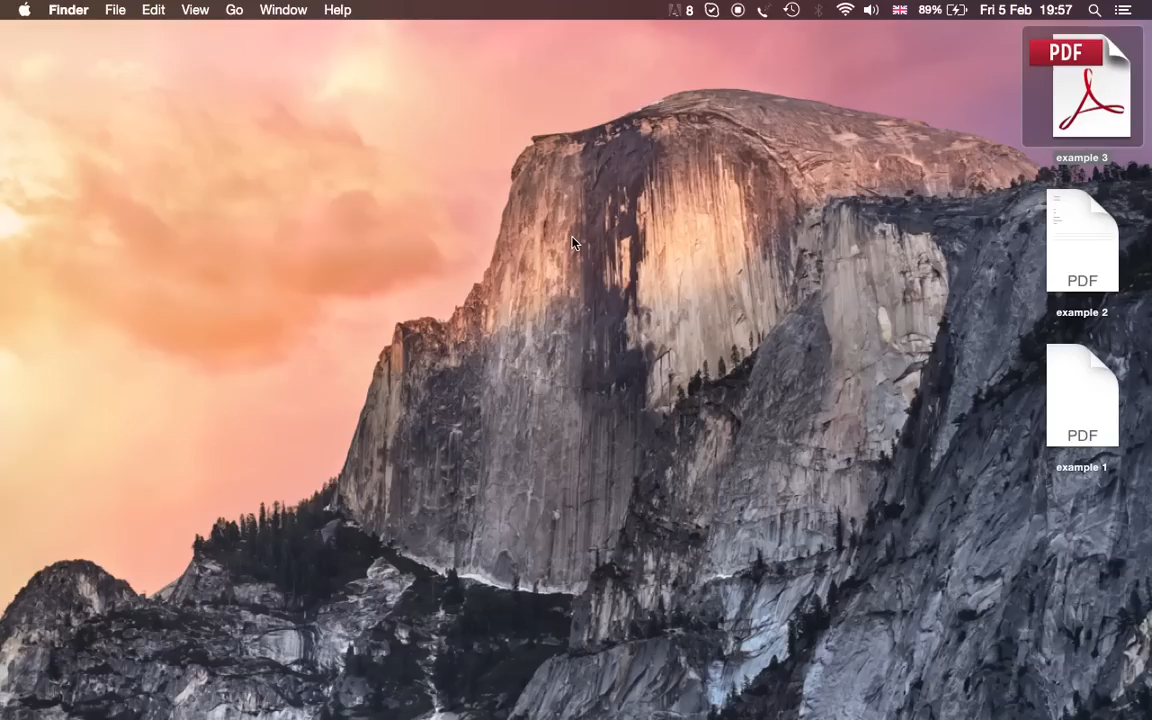 Finder File Edit View Go Window Help 8 89% Fri 5 Feb 19:57
PDF
example 3
PDF
example 2
PDF
example 1